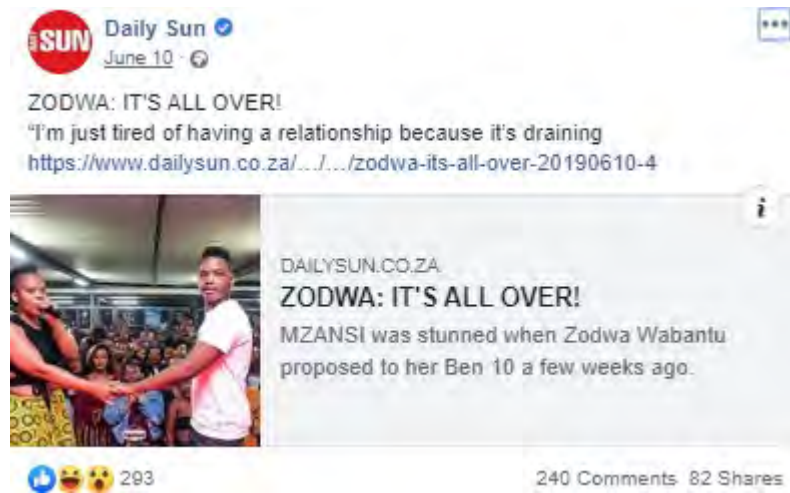 DAILY SUN
Daily Sun
June 10
ZODWA: IT'S ALL OVER!
"I'm just tired of having a relationship because it's draining
https://www.dailysun.co.za/.../.../zodwa-its-all-over-20190610-4
i
DAILYSUN.CO.ZA
ZODWA: IT'S ALL OVER!
MZANSI was stunned when Zodwa Wabantu
proposed to her Ben 10 a few weeks ago.
293
240 Comments 82 Shares